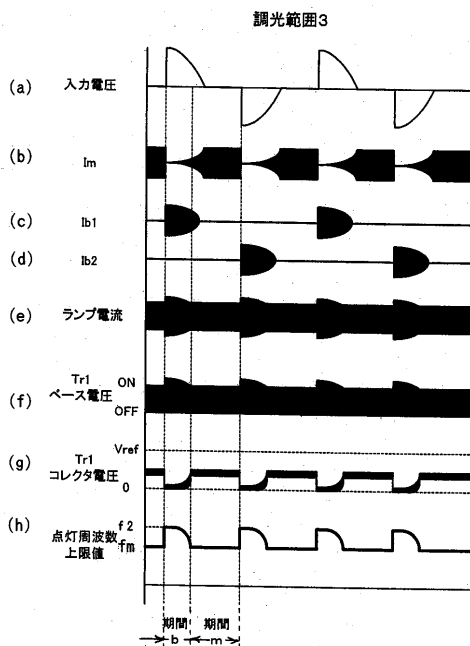 調光範囲3
(a) 入力電圧
(b) Im
(c) Ib1
(d) Ib2
(e) ランプ電流
(f) Tr1 ベース電圧 ON OFF
(g) Tr1 コレクタ電圧 Vref 0
(h) 点灯周波数上限値 f2 fm
期間 期間
b m